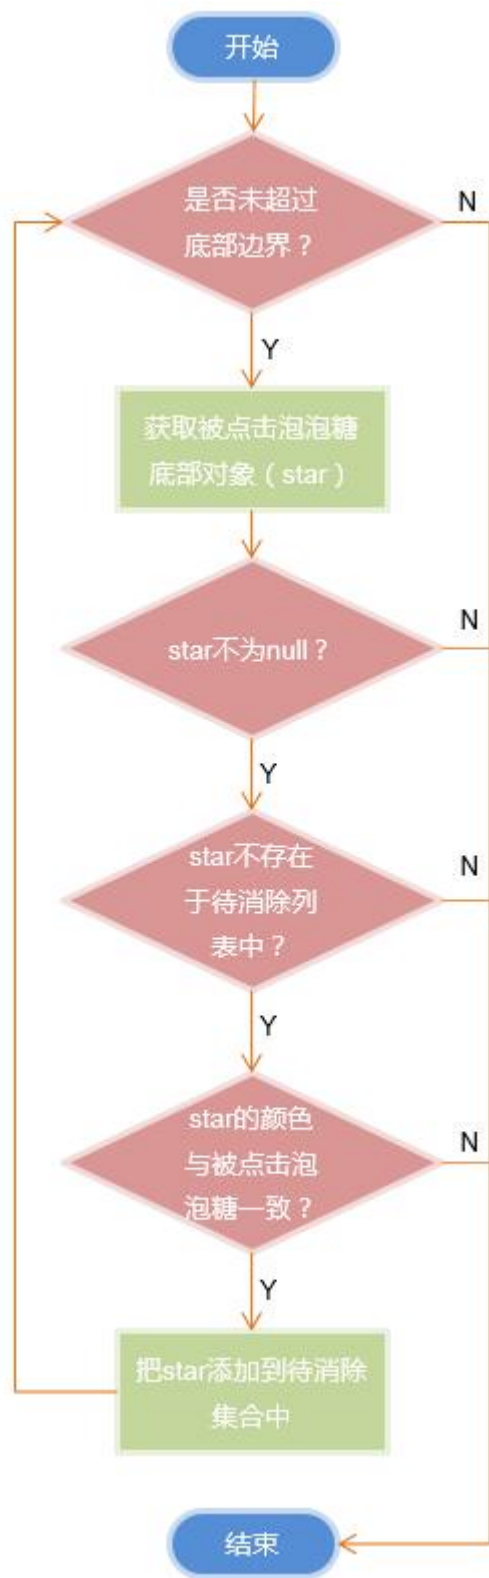 开始
是否未超过
底部边界？
N
Y
获取被点击泡泡糖
底部对象（star）
star不为null？
N
Y
star不存在
于待消除列
表中？
N
Y
star的颜色
与被点击泡
泡糖一致？
N
Y
把star添加到待消除
集合中
结束